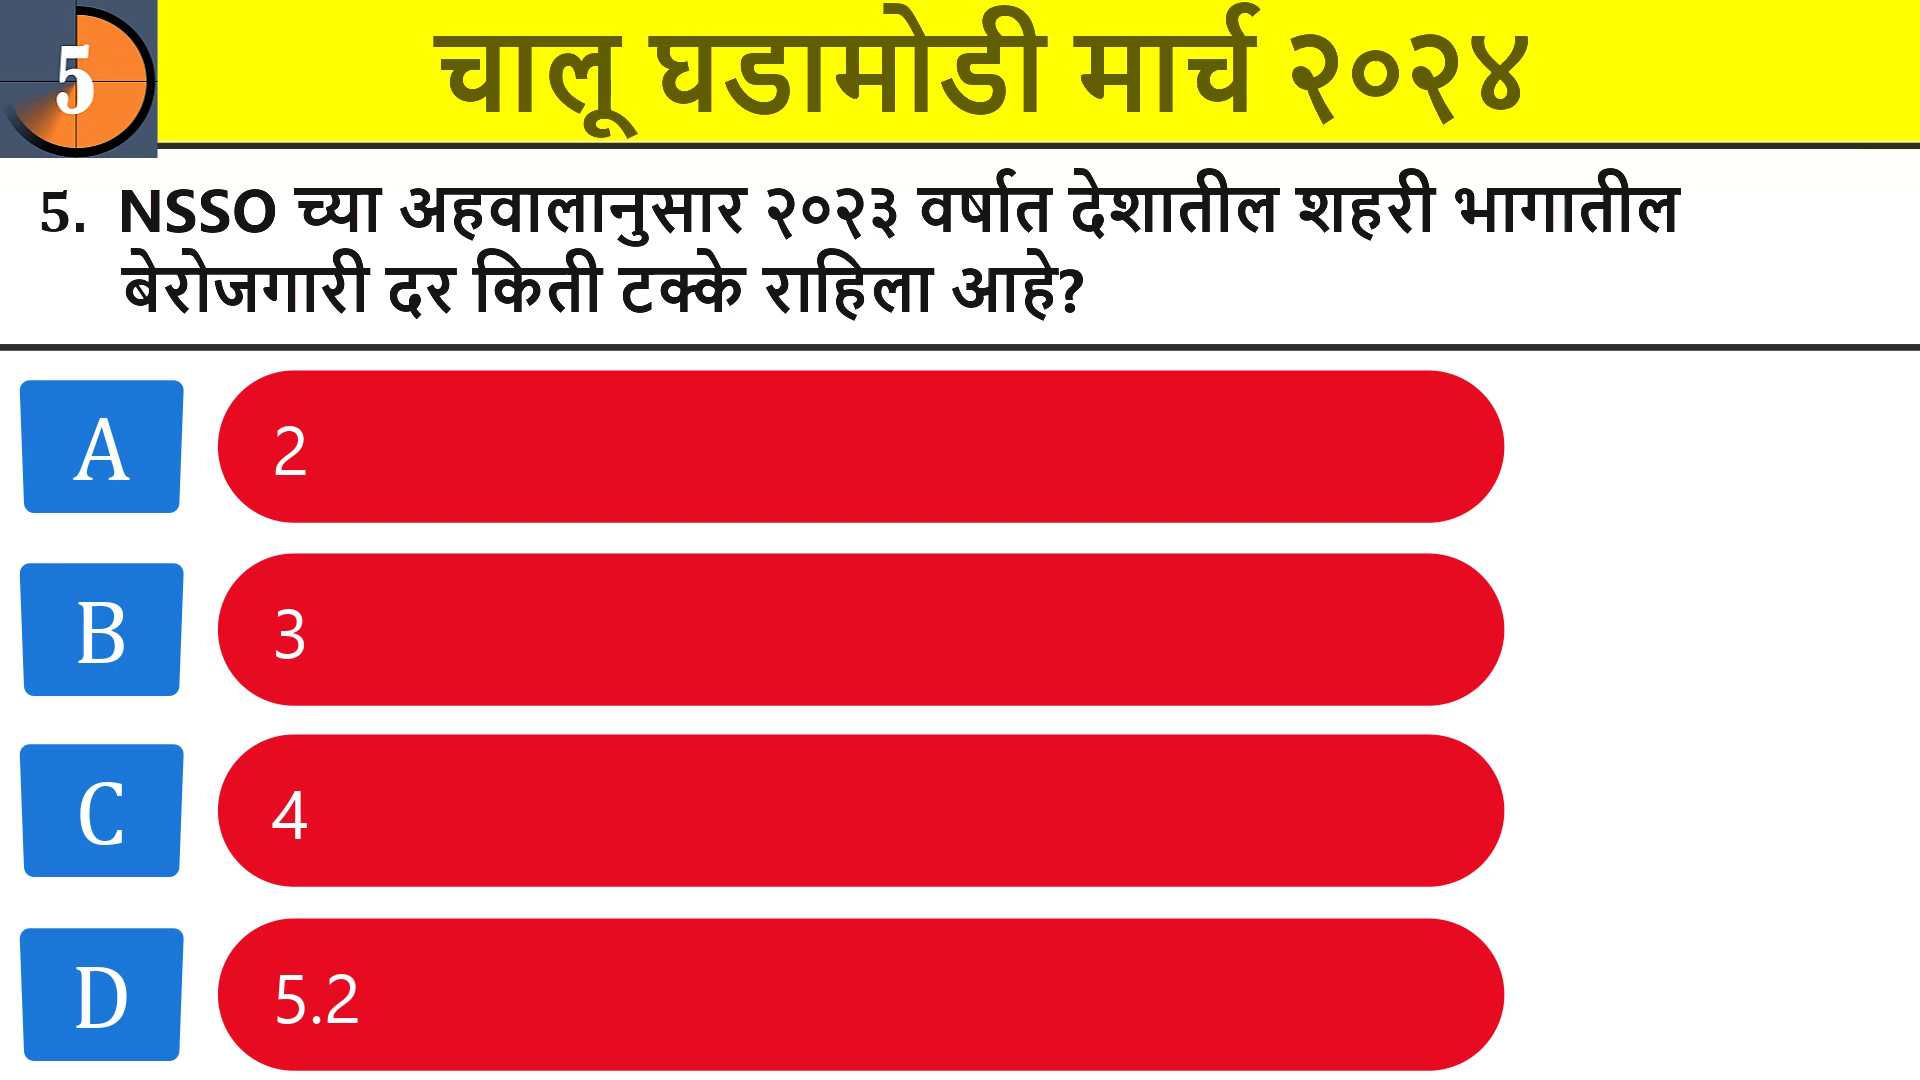 5
चालू घडामोडी मार्च २०२४
5. NSSO च्या अहवालानुसार २०२३ वर्षात देशातील शहरी भागातील
बेरोजगारी दर किती टक्के राहिला आहे?
A 2
B 3
C 4
D 5.2